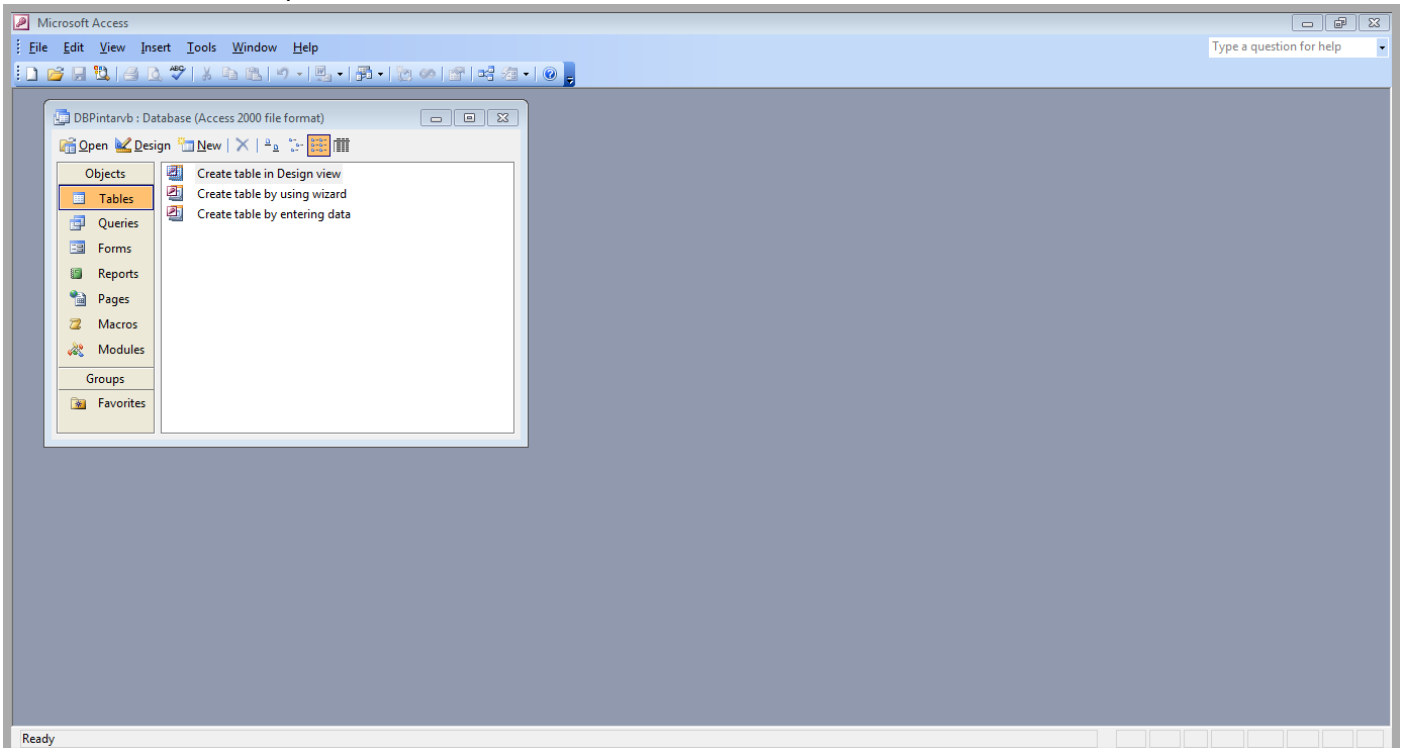 Microsoft Access
File Edit View Insert Tools Window Help
Type a question for help
DBPintarvb : Database (Access 2000 file format)
Open Design New
Objects
Tables
Queries
Forms
Reports
Pages
Macros
Modules
Groups
Favorites
Create table in Design view
Create table by using wizard
Create table by entering data
Ready